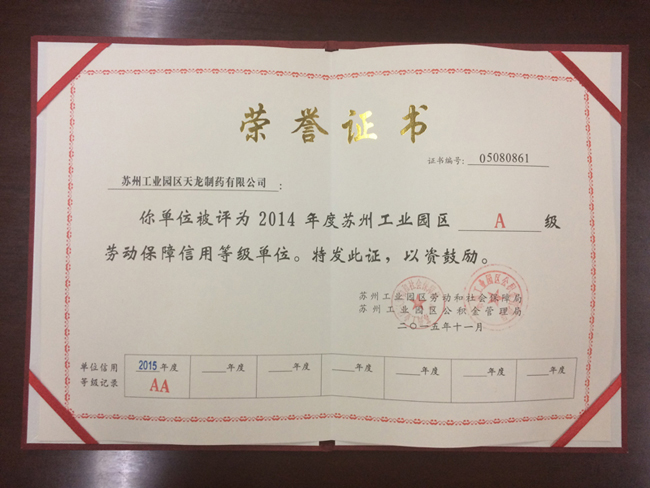 荣誉证书
证书编号：05080861
苏州工业园区天龙制药有限公司：
你单位被评为2014年度苏州工业园区 A 级
劳动保障信用等级单位。特发此证，以资鼓励。
苏州工业园区劳动和社会保障局
苏州工业园区公积金管理局
二〇一五年十一月
单位信用等级记录
2015年度 年度 年度 年度 年度 年度 年度
AA